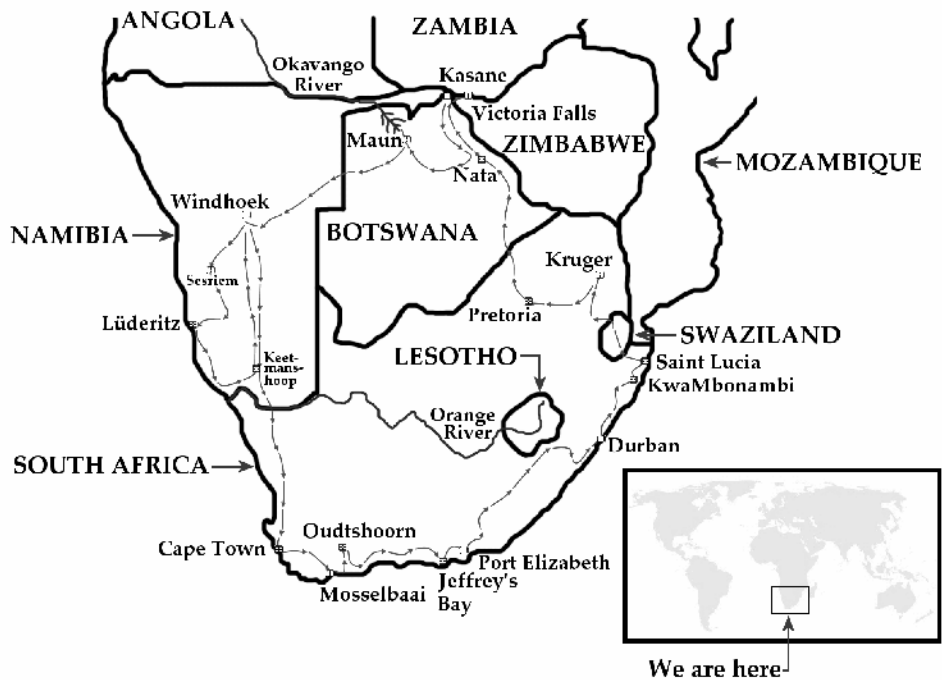 ANGOLA
ZAMBIA
Okavango
River
Kasane
Victoria Falls
Maun
ZIMBABWE
Nata
MOZAMBIQUE
Windhoek
NAMIBIA
BOTSWANA
Sesriem
Kruger
Lüderitz
Pretoria
SWAZILAND
Keet-
mans-
hoop
LESOTHO
Saint Lucia
KwaMbonambi
Orange
River
Durban
SOUTH AFRICA
Oudtshoorn
Cape Town
Port Elizabeth
Mosselbaai
Jeffrey's
Bay
We are here